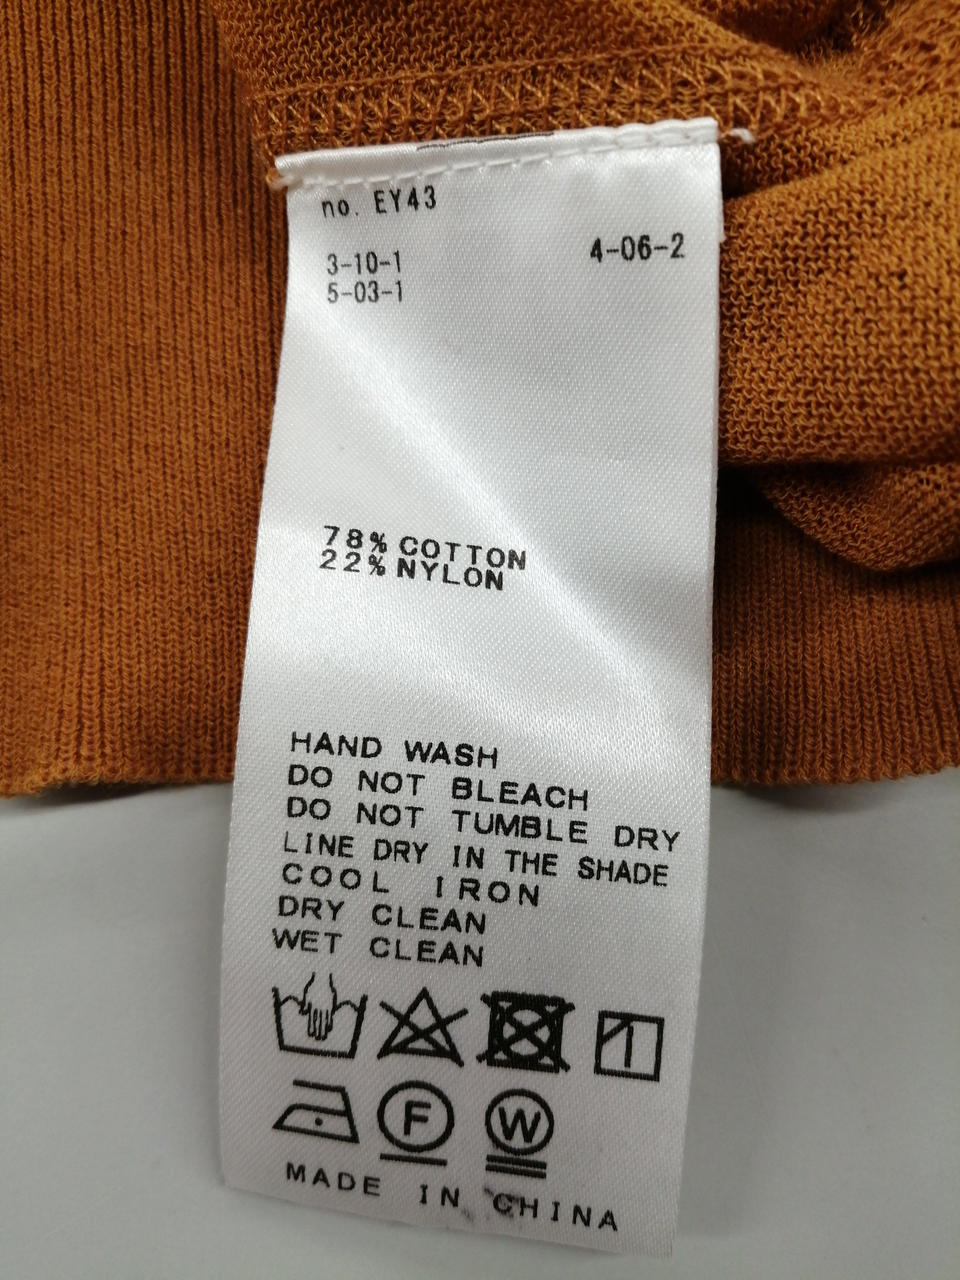 no. EY43
4-06-2
3-10-1
5-03-1
78% COTTON
22% NYLON
HAND WASH
DO NOT BLEACH
DO NOT TUMBLE DRY
LINE DRY IN THE SHADE
COOL IRON
DRY CLEAN
WET CLEAN
F W
MADE IN CHINA